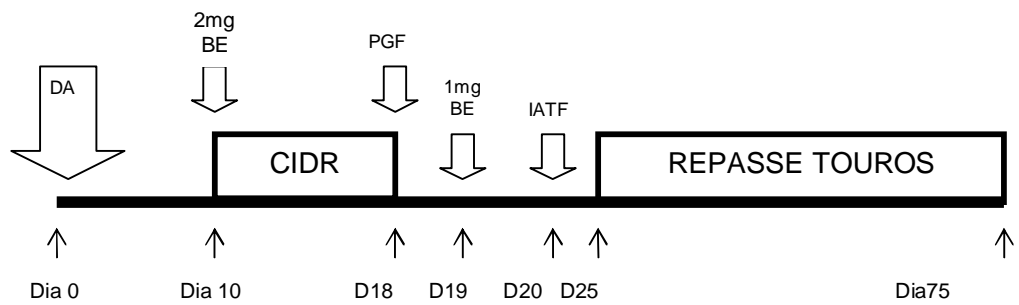 2mg
BE
PGF
DA
1mg
BE
IATF
CIDR
REPASSE TOUROS
Dia 0
Dia 10
D18
D19
D20
D25
Dia75